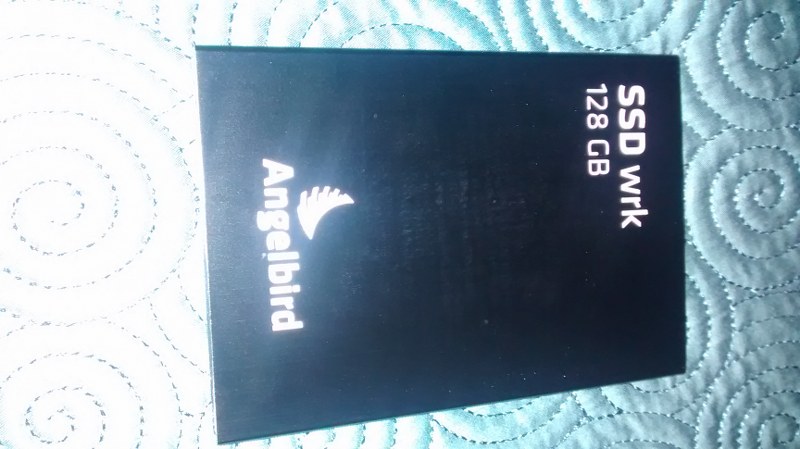 SSD wrk
128 GB
Angelbird